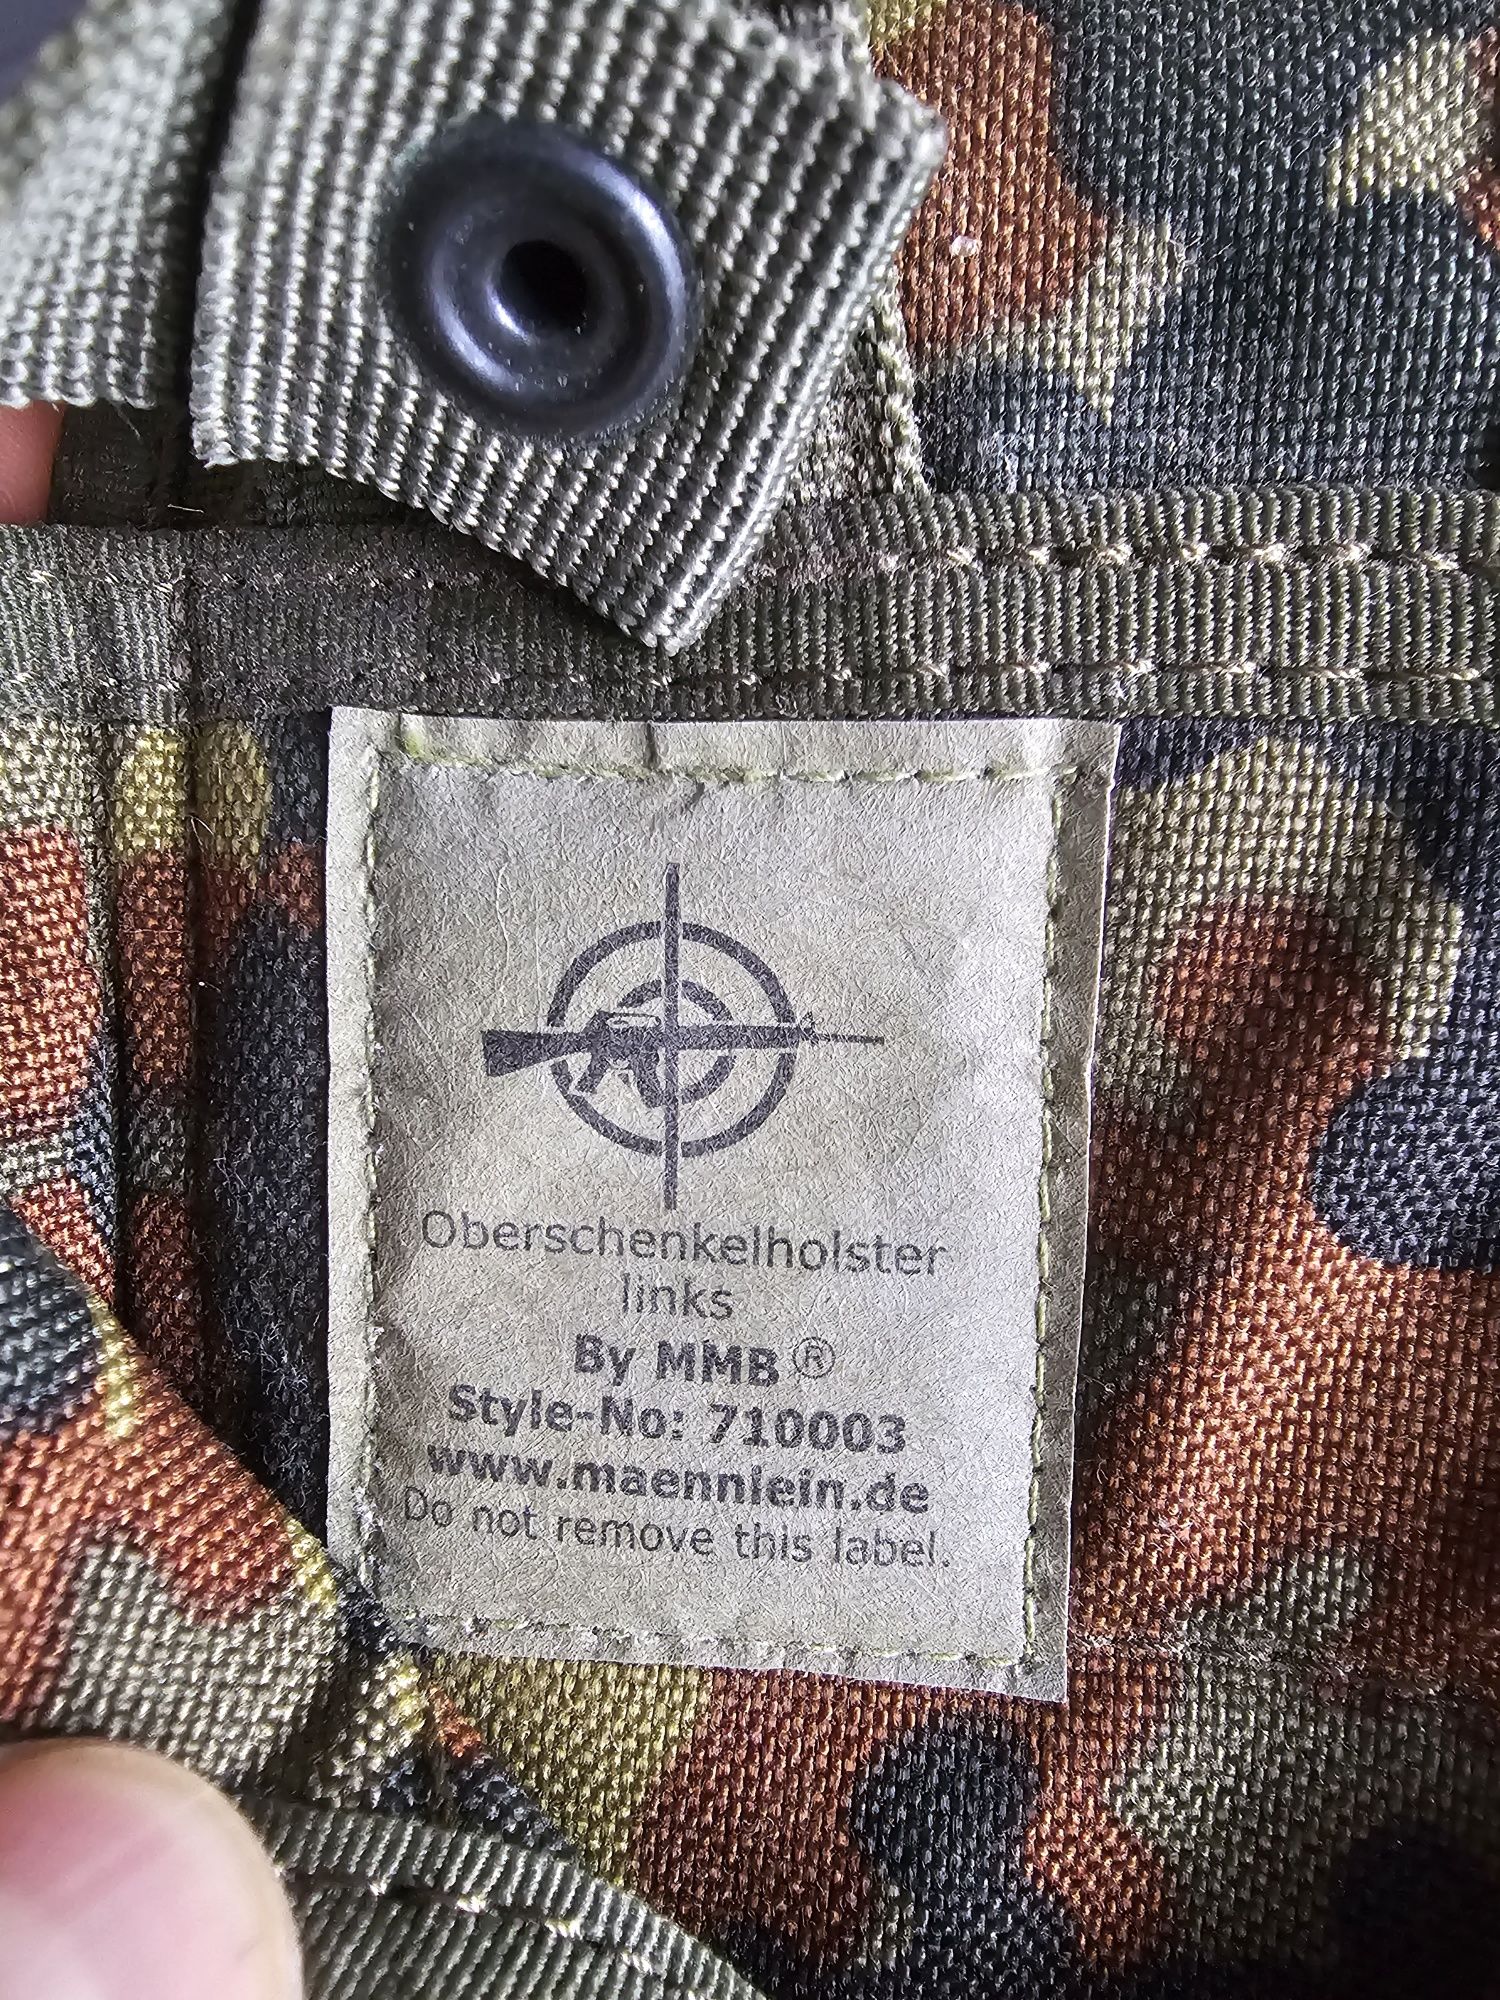 Oberschenkelholster
links
By MMB®
Style-No: 710003
www.maennlein.de
Do not remove this label.